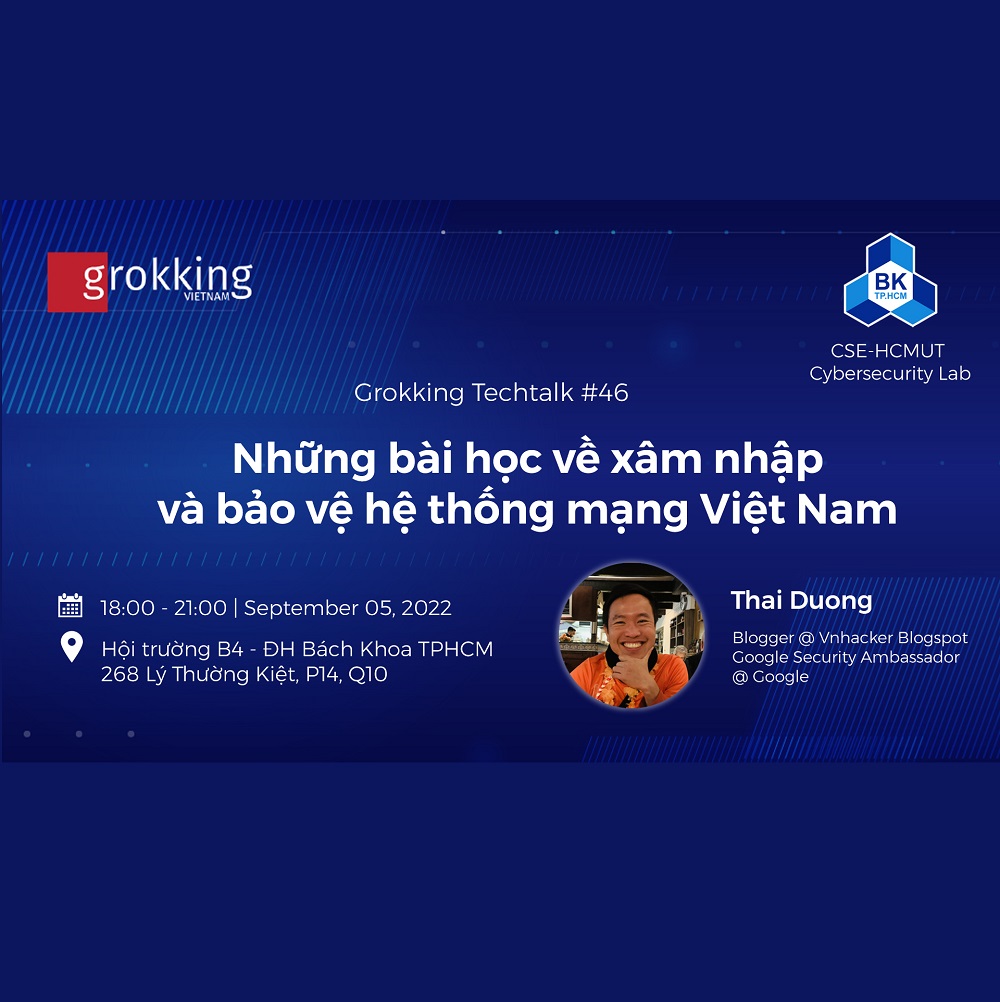 grokking
VIETNAM
BK
TP.HCM
CSE-HCMUT
Cybersecurity Lab
Grokking Techtalk #46
Những bài học về xâm nhập
và bảo vệ hệ thống mạng Việt Nam
18:00 - 21:00 | September 05, 2022
Hội trường B4 - ĐH Bách Khoa TPHCM
268 Lý Thường Kiệt, P14, Q10
Thai Duong
Blogger @ Vnhacker Blogspot
Google Security Ambassador
@ Google